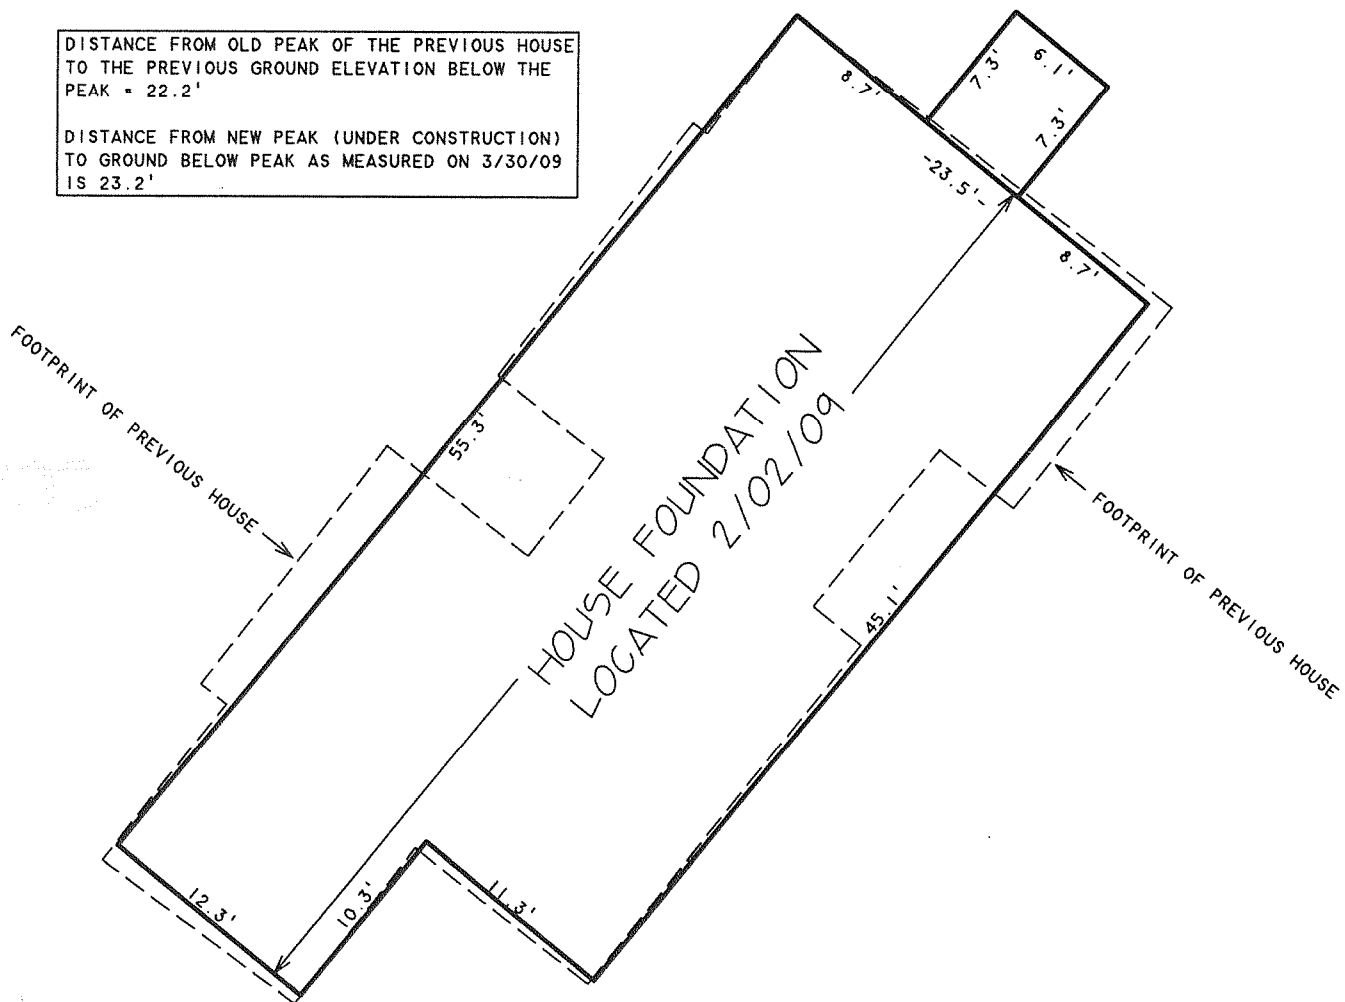 DISTANCE FROM OLD PEAK OF THE PREVIOUS HOUSE
TO THE PREVIOUS GROUND ELEVATION BELOW THE
PEAK = 22.2'
DISTANCE FROM NEW PEAK (UNDER CONSTRUCTION)
TO GROUND BELOW PEAK AS MEASURED ON 3/30/09
IS 23.2'
7.3'
6.1'
7.3'
8.7'
-23.5'-
8.7'
FOOTPRINT OF PREVIOUS HOUSE
55.3'
HOUSE FOUNDATION
LOCATED 2/02/09
45.1'
FOOTPRINT OF PREVIOUS HOUSE
12.3'
10.3'
11.3'